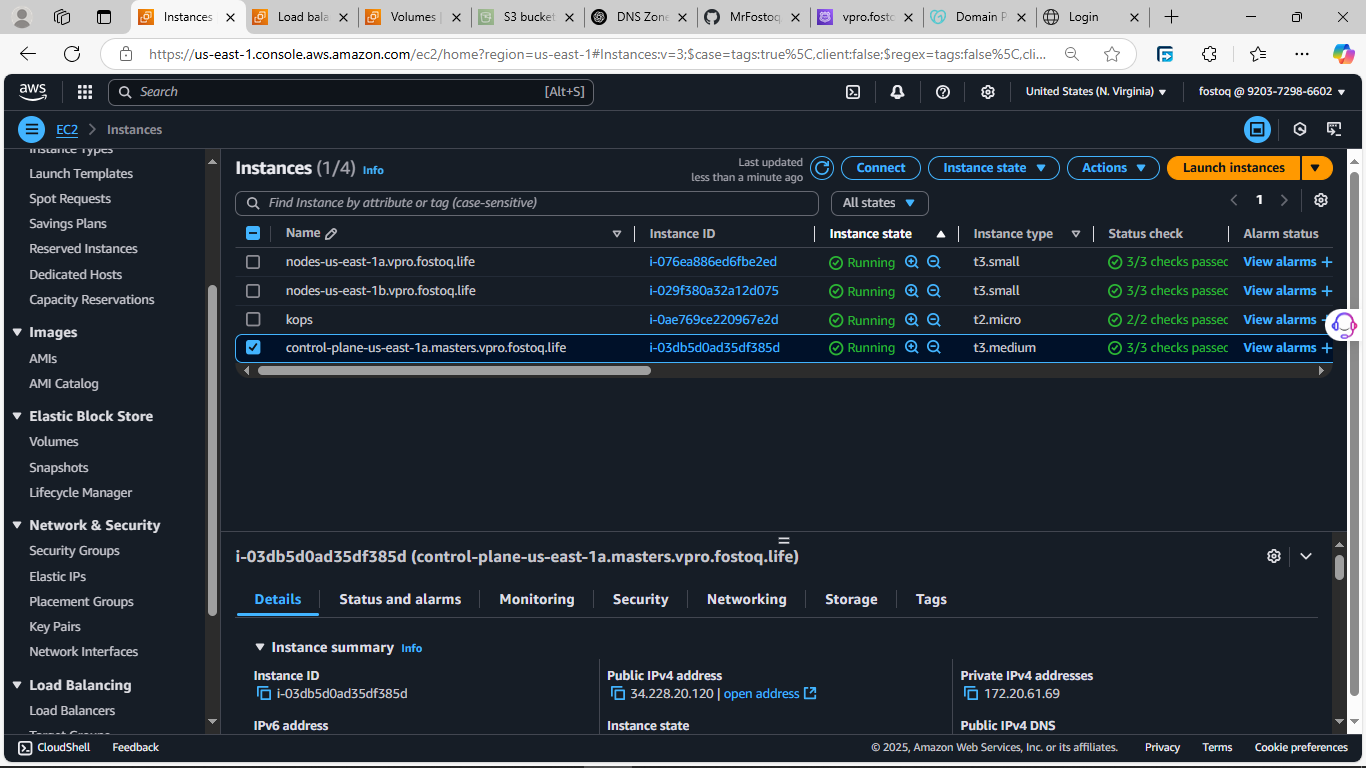 Instances
Load bala
Volumes |
S3 bucket
DNS Zone
MrFostoq
vpro.fosto
Domain P
Login
https://us-east-1.console.aws.amazon.com/ec2/home?region=us-east-1#Instances:v=3;$case=tags:true%5C,client:false;$regex=tags:false%5C,cli...
aws
Search
[Alt+S]
United States (N. Virginia)
fostoq @ 9203-7298-6602
EC2
Instances
Instance Types
Launch Templates
Spot Requests
Savings Plans
Reserved Instances
Dedicated Hosts
Capacity Reservations
Images
AMIs
AMI Catalog
Elastic Block Store
Volumes
Snapshots
Lifecycle Manager
Network & Security
Security Groups
Elastic IPs
Placement Groups
Key Pairs
Network Interfaces
Load Balancing
Load Balancers
Target Groups
Instances (1/4) Info
Last updated
less than a minute ago
Connect
Instance state
Actions
Launch instances
Find Instance by attribute or tag (case-sensitive)
All states
1
Name Instance ID Instance state Instance type Status check Alarm status
nodes-us-east-1a.vpro.fostoq.life i-076ea886ed6fbe2ed Running t3.small 3/3 checks passed View alarms +
nodes-us-east-1b.vpro.fostoq.life i-029f380a32a12d075 Running t3.small 3/3 checks passed View alarms +
kops i-0ae769ce220967e2d Running t2.micro 2/2 checks passed View alarms +
control-plane-us-east-1a.masters.vpro.fostoq.life i-03db5d0ad35df385d Running t3.medium 3/3 checks passed View alarms +
i-03db5d0ad35df385d (control-plane-us-east-1a.masters.vpro.fostoq.life)
Details
Status and alarms
Monitoring
Security
Networking
Storage
Tags
Instance summary Info
Instance ID
i-03db5d0ad35df385d
Public IPv4 address
34.228.20.120 | open address
Private IPv4 addresses
172.20.61.69
IPv6 address
Instance state
Public IPv4 DNS
CloudShell
Feedback
© 2025, Amazon Web Services, Inc. or its affiliates.
Privacy
Terms
Cookie preferences